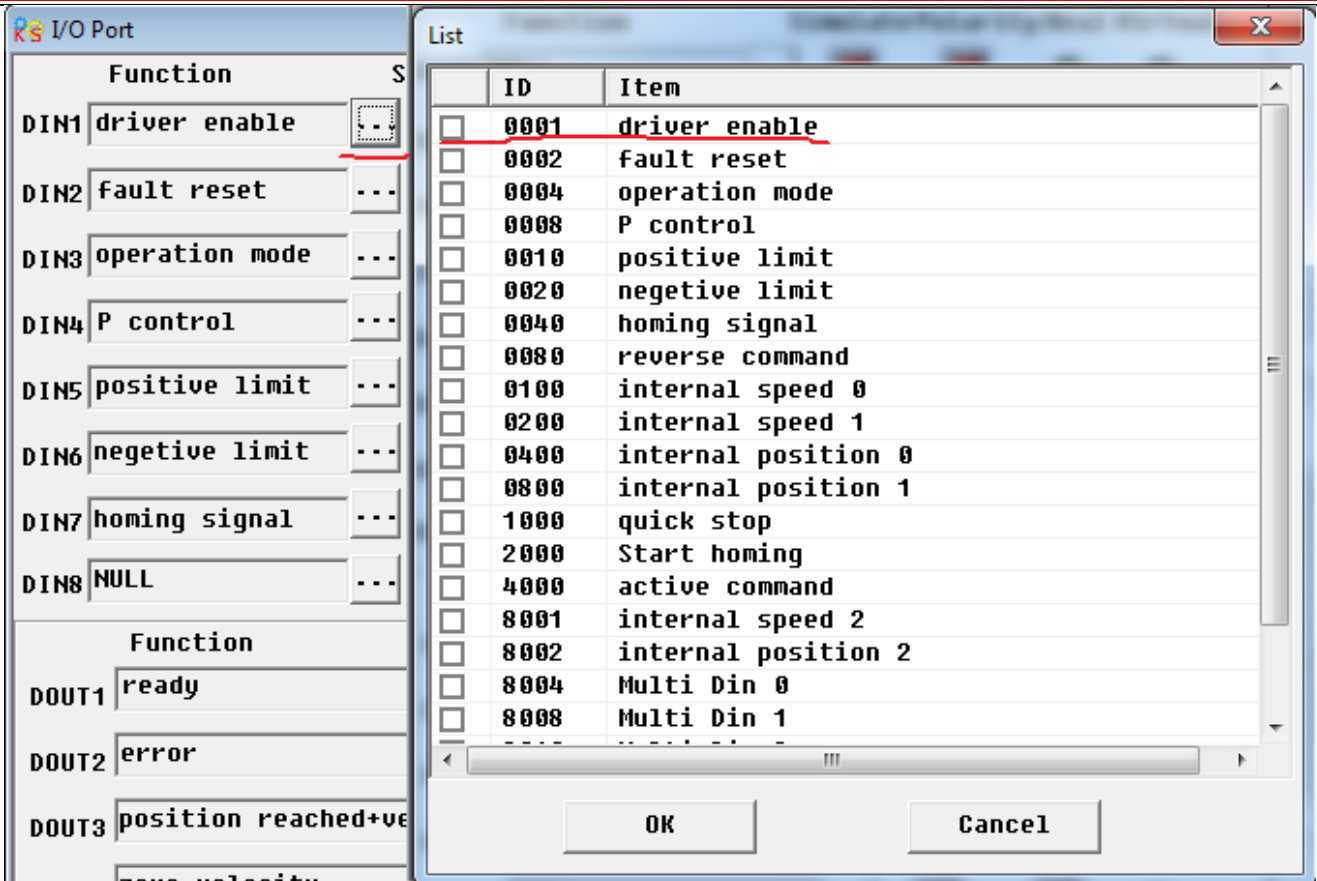 I/O Port
Function S
DIN1 driver enable ...
DIN2 fault reset ...
DIN3 operation mode ...
DIN4 P control ...
DIN5 positive limit ...
DIN6 negetive limit ...
DIN7 homing signal ...
DIN8 NULL ...
Function
DOUT1 ready
DOUT2 error
DOUT3 position reached+ve
List
ID Item
0001 driver enable
0002 fault reset
0004 operation mode
0008 P control
0010 positive limit
0020 negetive limit
0040 homing signal
0080 reverse command
0100 internal speed 0
0200 internal speed 1
0400 internal position 0
0800 internal position 1
1000 quick stop
2000 Start homing
4000 active command
8001 internal speed 2
8002 internal position 2
8004 Multi Din 0
8008 Multi Din 1
OK Cancel